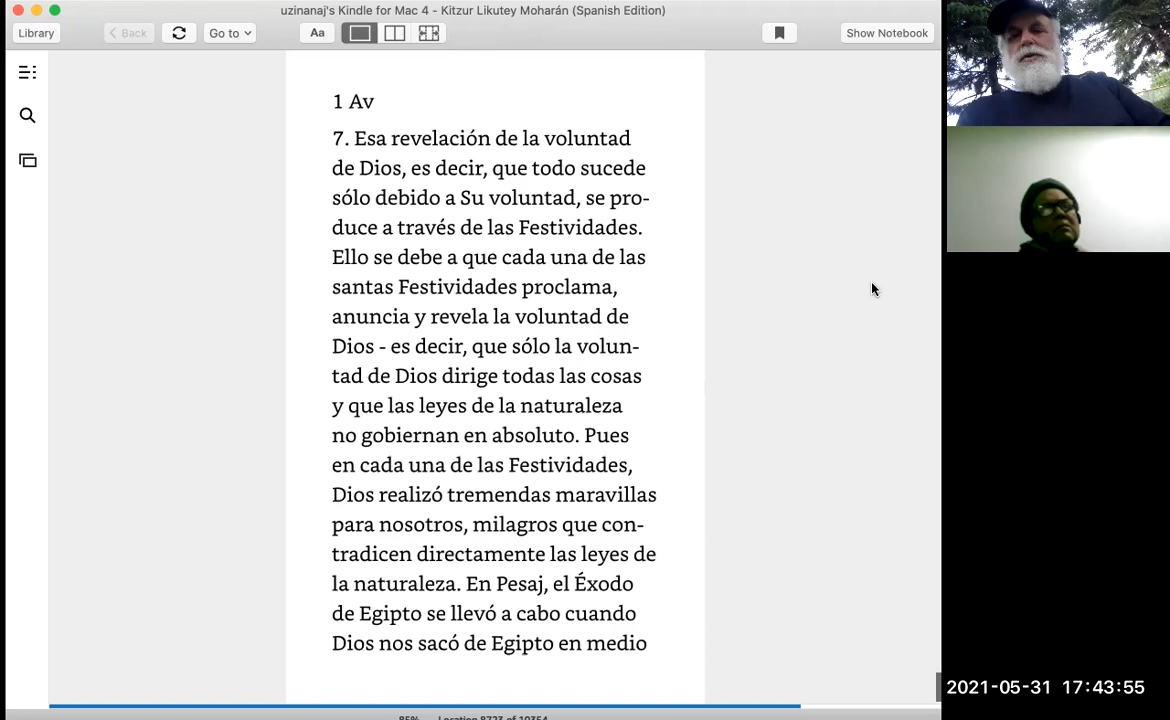 uzinanaj's Kindle for Mac 4 - Kitzur Likutey Moharán (Spanish Edition)
Library
Back
Go to
Aa
Show Notebook
1 Av
7. Esa revelación de la voluntad
de Dios, es decir, que todo sucede
sólo debido a Su voluntad, se pro-
duce a través de las Festividades.
Ello se debe a que cada una de las
santas Festividades proclama,
anuncia y revela la voluntad de
Dios - es decir, que sólo la volun-
tad de Dios dirige todas las cosas
y que las leyes de la naturaleza
no gobiernan en absoluto. Pues
en cada una de las Festividades,
Dios realizó tremendas maravillas
para nosotros, milagros que con-
tradicen directamente las leyes de
la naturaleza. En Pesaj, el Éxodo
de Egipto se llevó a cabo cuando
Dios nos sacó de Egipto en medio
85% Location 8723 of 10354
2021-05-31 17:43:55